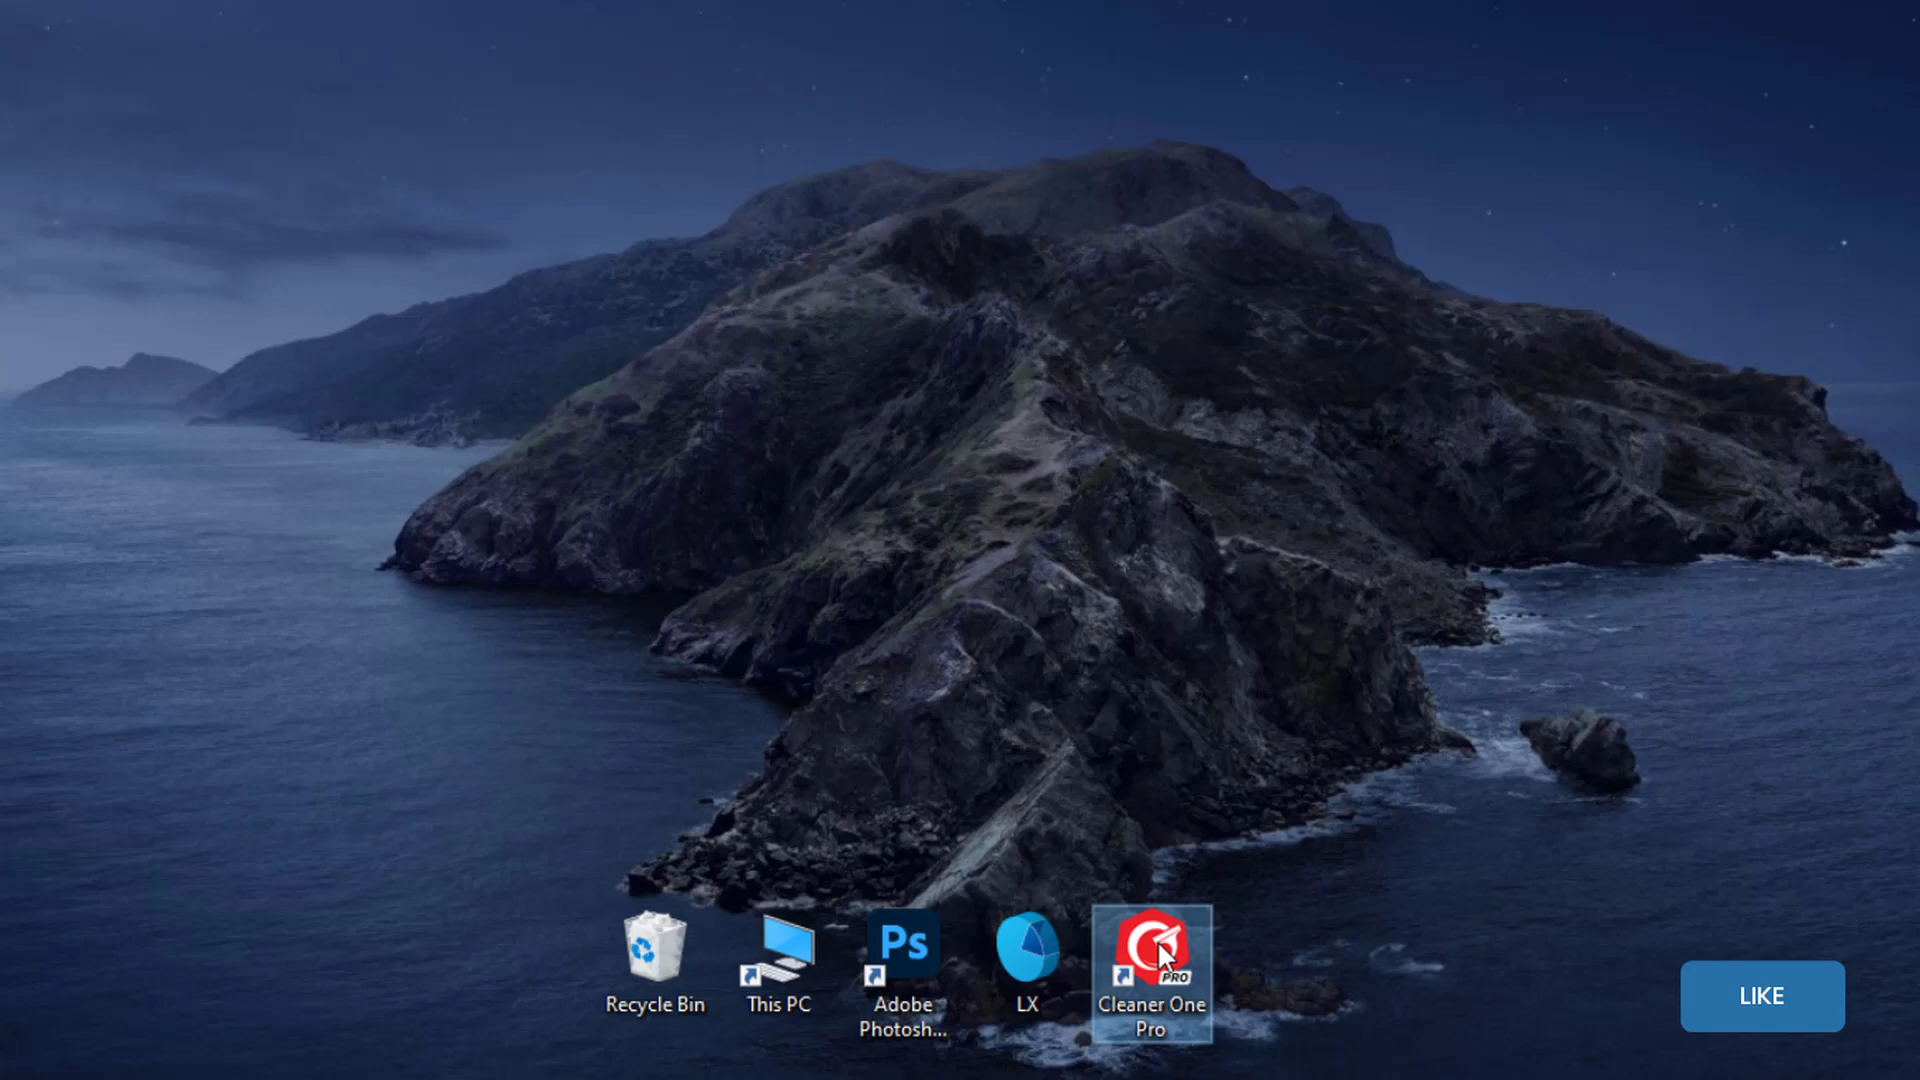 Ps
PRO
Recycle Bin
This PC
Adobe
Photosh...
LX
Cleaner One
Pro
LIKE